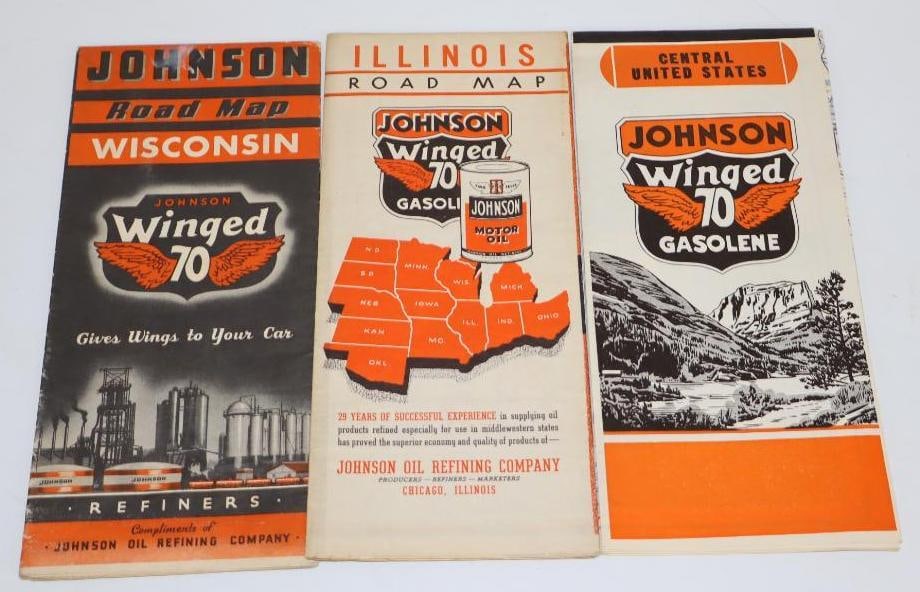 JOHNSON
Road Map
WISCONSIN
JOHNSON
Winged
70
Gives Wings to Your Car
JOHNSON
JOHNSON
· REFINERS ·
Compliments of
· JOHNSON OIL REFINING COMPANY ·
ILLINOIS
ROAD MAP
JOHNSON
Winged
70
GASOLI
JOHNSON
MOTOR
OIL
N.D.
MINN.
S.D.
WIS.
MICH.
NEB.
IOWA
ILL.
IND.
OHIO
KAN.
MO.
OKL.
29 YEARS OF SUCCESSFUL EXPERIENCE in supplying oil
products refined especially for use in middlewestern states
has proved the superior economy and quality of products of—
JOHNSON OIL REFINING COMPANY
PRODUCERS — REFINERS — MARKETERS
CHICAGO, ILLINOIS
CENTRAL
UNITED STATES
JOHNSON
Winged
70
GASOLENE